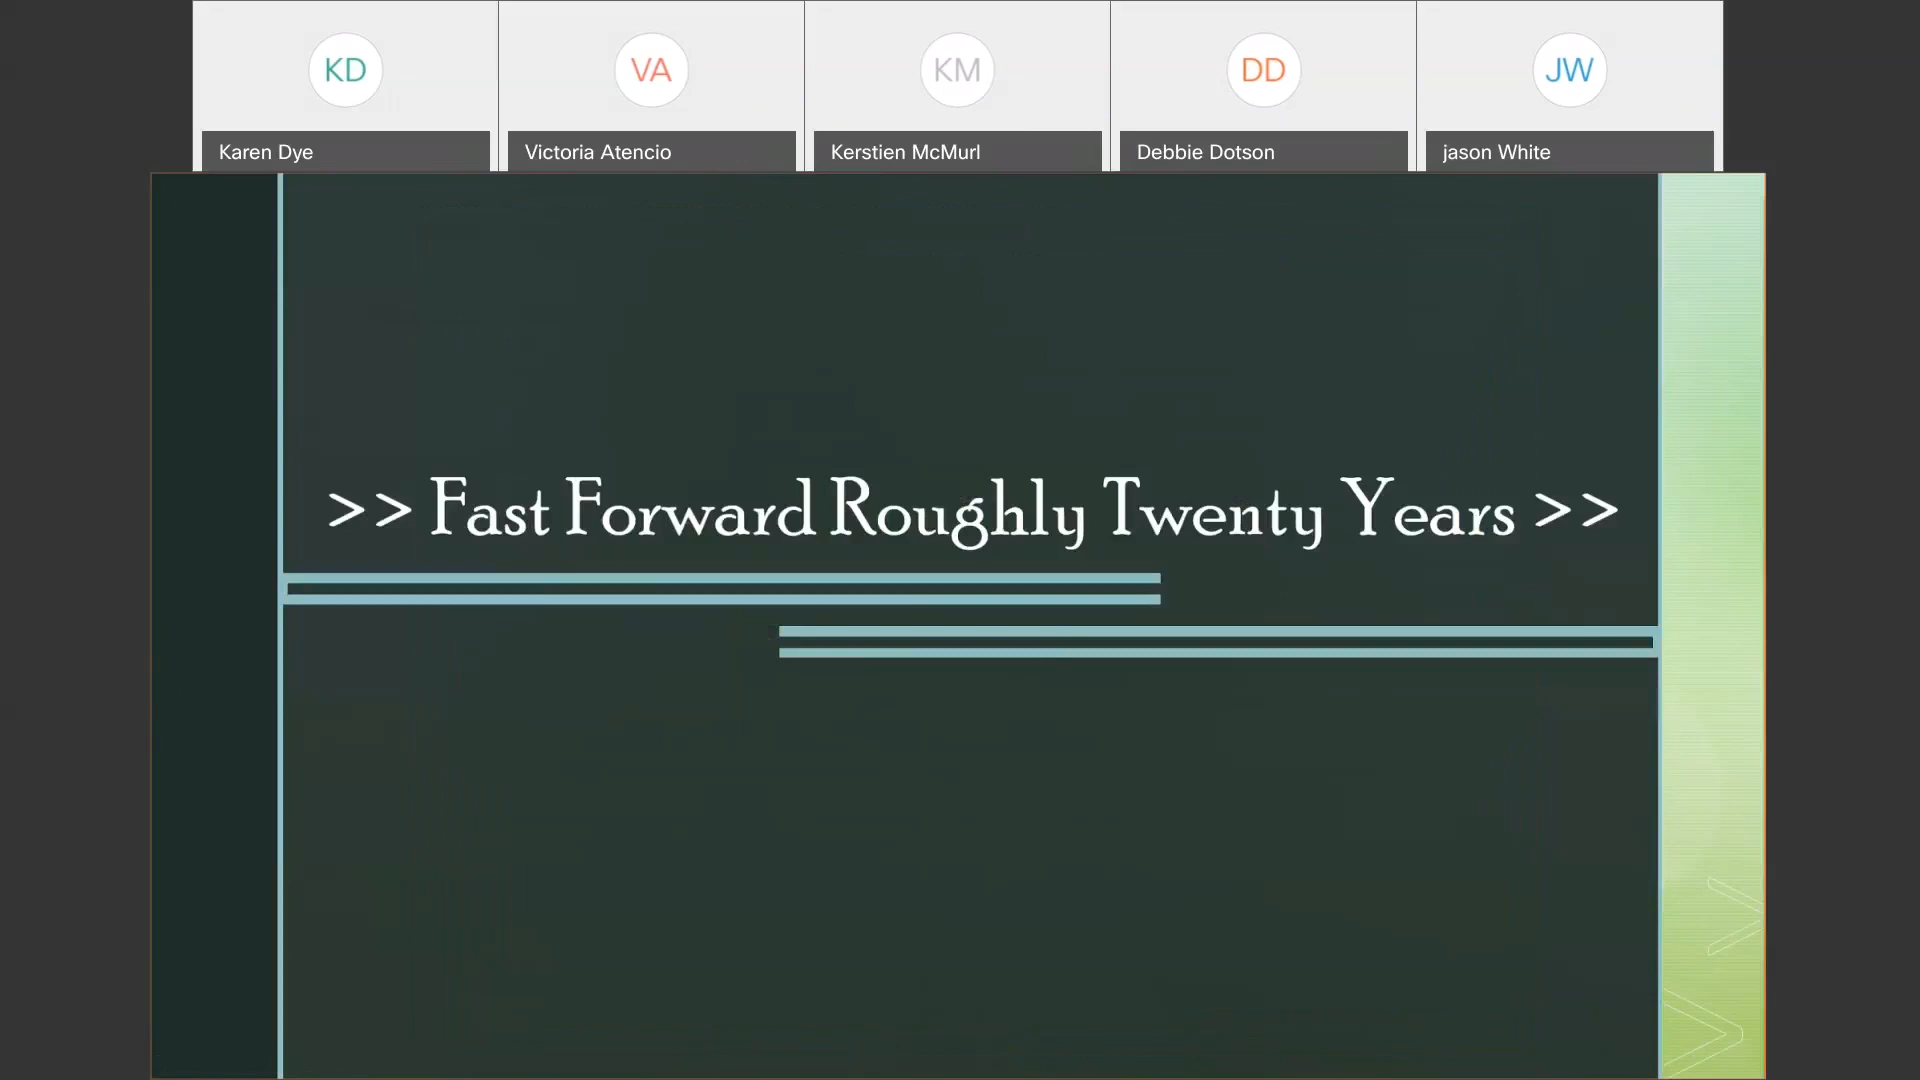 KD
VA
KM
DD
JW
Karen Dye
Victoria Atencio
Kerstien McMurl
Debbie Dotson
jason White
>> Fast Forward Roughly Twenty Years >>